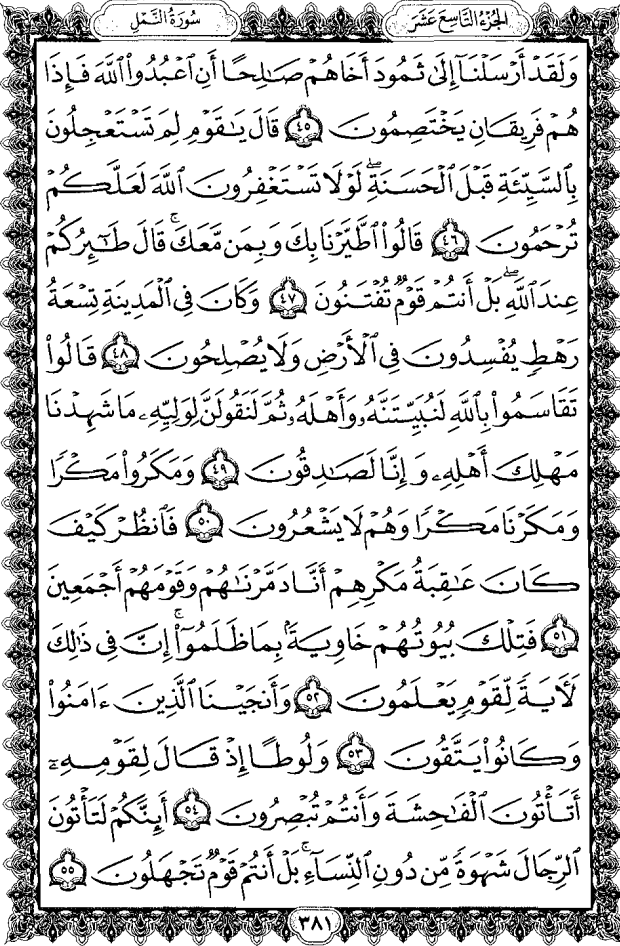 الجزء التاسع عشر سورة النمل
وَلَقَدْ أَرْسَلْنَآ إِلَىٰ ثَمُودَ أَخَاهُمْ صَٰلِحًا أَنِ ٱعْبُدُوا۟ ٱللَّهَ فَإِذَا
هُمْ فَرِيقَانِ يَخْتَصِمُونَ ٤٥ قَالَ يَٰقَوْمِ لِمَ تَسْتَعْجِلُونَ
بِٱلسَّيِّئَةِ قَبْلَ ٱلْحَسَنَةِ ۖ لَوْلَا تَسْتَغْفِرُونَ ٱللَّهَ لَعَلَّكُمْ
تُرْحَمُونَ ٤٦ قَالُوا۟ ٱطَّيَّرْنَا بِكَ وَبِمَن مَّعَكَ ۚ قَالَ طَٰٓئِرُكُمْ
عِندَ ٱللَّهِ ۖ بَلْ أَنتُمْ قَوْمٌ تُفْتَنُونَ ٤٧ وَكَانَ فِى ٱلْمَدِينَةِ تِسْعَةُ
رَهْطٍ يُفْسِدُونَ فِى ٱلْأَرْضِ وَلَا يُصْلِحُونَ ٤٨ قَالُوا۟
تَقَاسَمُوا۟ بِٱللَّهِ لَنُبَيِّتَنَّهُۥ وَأَهْلَهُۥ ثُمَّ لَنَقُولَنَّ لِوَلِيِّهِۦ مَا شَهِدْنَا
مَهْلِكَ أَهْلِهِۦ وَإِنَّا لَصَٰدِقُونَ ٤٩ وَمَكَرُوا۟ مَكْرًا
وَمَكَرْنَا مَكْرًا وَهُمْ لَا يَشْعُرُونَ ٥٠ فَٱنظُرْ كَيْفَ
كَانَ عَٰقِبَةُ مَكْرِهِمْ أَنَّا دَمَّرْنَٰهُمْ وَقَوْمَهُمْ أَجْمَعِينَ
٥١ فَتِلْكَ بُيُوتُهُمْ خَاوِيَةًۢ بِمَا ظَلَمُوٓا۟ ۗ إِنَّ فِى ذَٰلِكَ
لَءَايَةً لِّقَوْمٍ يَعْلَمُونَ ٥٢ وَأَنجَيْنَا ٱلَّذِينَ ءَامَنُوا۟
وَكَانُوا۟ يَتَّقُونَ ٥٣ وَلُوطًا إِذْ قَالَ لِقَوْمِهِۦٓ
أَتَأْتُونَ ٱلْفَٰحِشَةَ وَأَنتُمْ تُبْصِرُونَ ٥٤ أَئِنَّكُمْ لَتَأْتُونَ
ٱلرِّجَالَ شَهْوَةً مِّن دُونِ ٱلنِّسَآءِ ۚ بَلْ أَنتُمْ قَوْمٌ تَجْهَلُونَ ٥٥
٣٨١